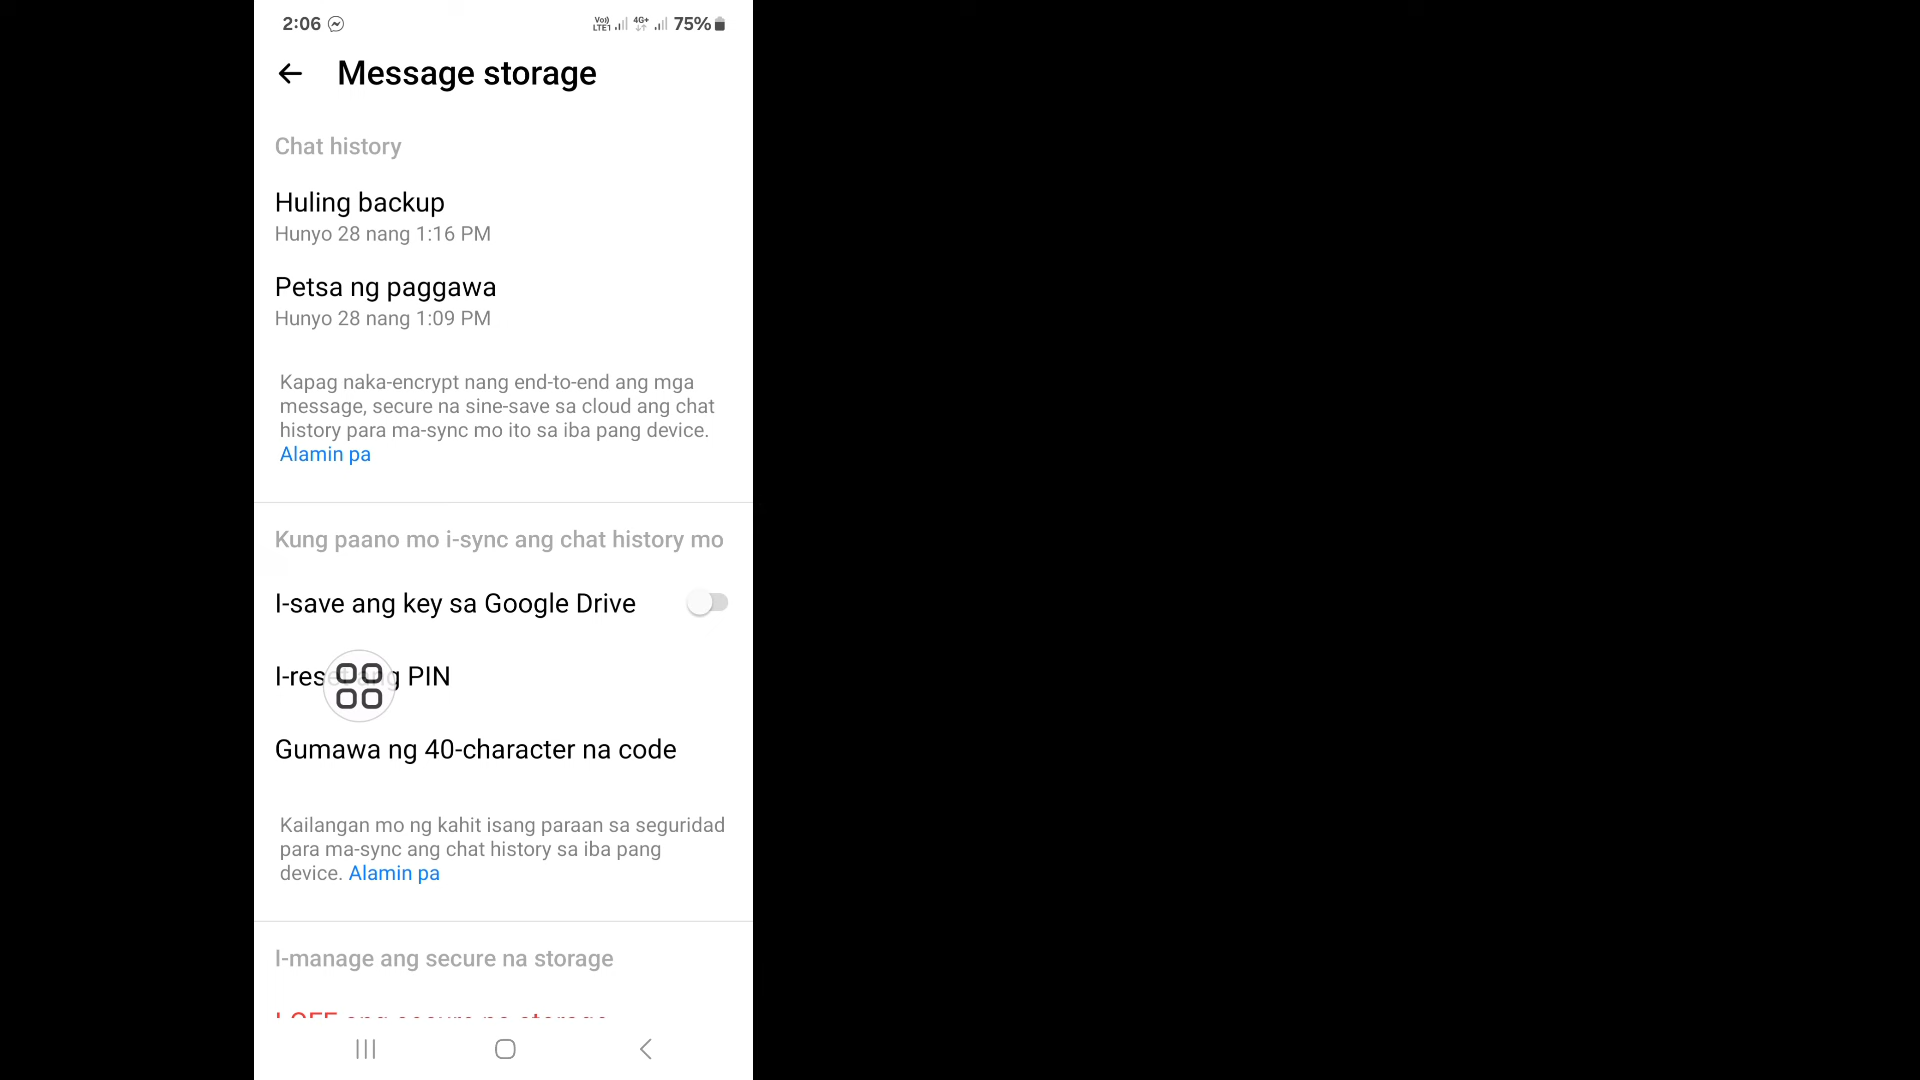 2:06
Vo)) LTE1 4G+ 75%
Message storage
Chat history
Huling backup
Hunyo 28 nang 1:16 PM
Petsa ng paggawa
Hunyo 28 nang 1:09 PM
Kapag naka-encrypt nang end-to-end ang mga
message, secure na sine-save sa cloud ang chat
history para ma-sync mo ito sa iba pang device.
Alamin pa
Kung paano mo i-sync ang chat history mo
I-save ang key sa Google Drive
I-reset ang PIN
Gumawa ng 40-character na code
Kailangan mo ng kahit isang paraan sa seguridad
para ma-sync ang chat history sa iba pang
device. Alamin pa
I-manage ang secure na storage
I-OFF ang secure na storage